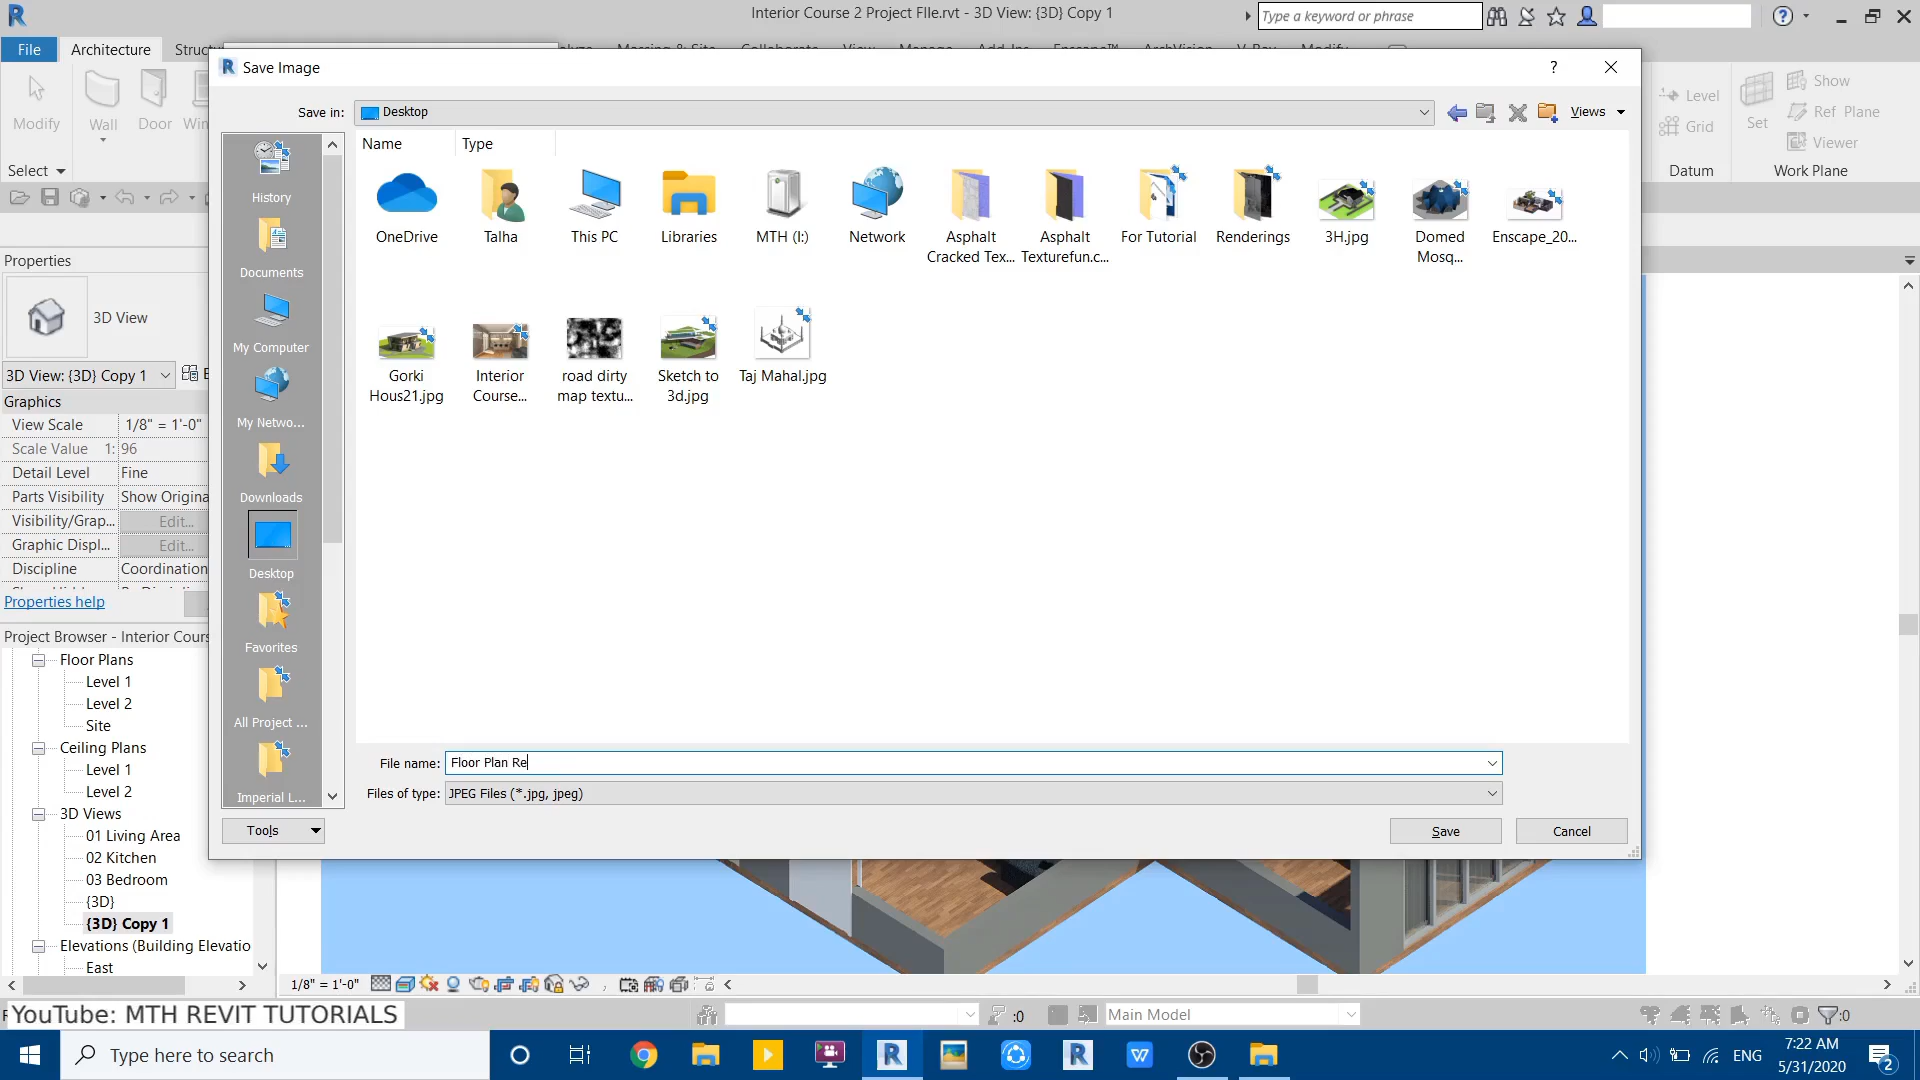 Interior Course 2 Project FIle.rvt - 3D View: {3D} Copy 1
Type a keyword or phrase
File
Architecture
Modify
Wall
Door
Select
Level
Grid
Datum
Set
Show
Ref Plane
Viewer
Work Plane
Save Image
Save in:
Desktop
Views
Name
Type
History
Documents
My Computer
My Netwo...
Downloads
Desktop
Favorites
All Project ...
Imperial L...
Tools
OneDrive
Talha
This PC
Libraries
MTH (I:)
Network
Asphalt
Cracked Tex...
Asphalt
Texturefun.c...
For Tutorial
Renderings
3H.jpg
Domed
Mosq...
Enscape_20...
Gorki
Hous21.jpg
Interior
Course...
road dirty
map textu...
Sketch to
3d.jpg
Taj Mahal.jpg
File name:
Floor Plan Re
Files of type:
JPEG Files (*.jpg, jpeg)
Save
Cancel
Properties
3D View
3D View: {3D} Copy 1
Graphics
View Scale
1/8" = 1'-0"
Scale Value 1:
96
Detail Level
Fine
Parts Visibility
Show Origina
Visibility/Grap...
Edit...
Graphic Displ...
Edit...
Discipline
Coordination
Properties help
Project Browser - Interior Cours
Floor Plans
Level 1
Level 2
Site
Ceiling Plans
Level 1
Level 2
3D Views
01 Living Area
02 Kitchen
03 Bedroom
{3D}
{3D} Copy 1
Elevations (Building Elevatio
East
1/8" = 1'-0"
YouTube: MTH REVIT TUTORIALS
:0
Main Model
:0
Type here to search
ENG
7:22 AM
5/31/2020
2